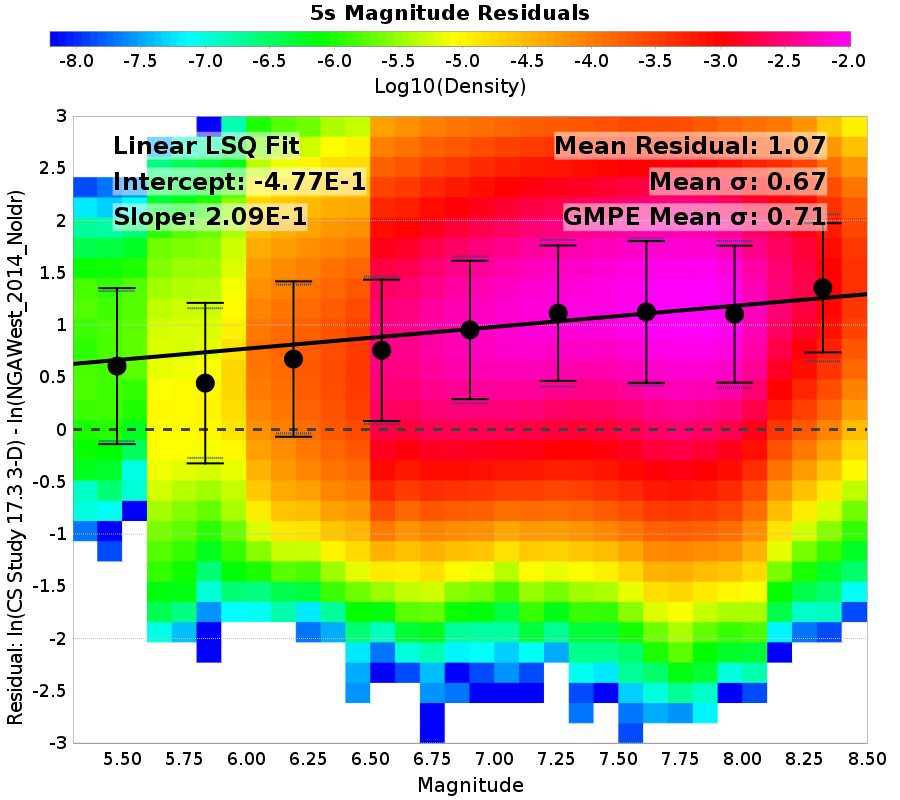 5s Magnitude Residuals
-8.0 -7.5 -7.0 -6.5 -6.0 -5.5 -5.0 -4.5 -4.0 -3.5 -3.0 -2.5 -2.0
Log10(Density)
Residual: ln(CS Study 17.3 3-D) - ln(NGAWest_2014_NoIdr)
3
2.5
2
1.5
1
0.5
0
-0.5
-1
-1.5
-2
-2.5
-3
Linear LSQ Fit
Intercept: -4.77E-1
Slope: 2.09E-1
Mean Residual: 1.07
Mean σ: 0.67
GMPE Mean σ: 0.71
5.50 5.75 6.00 6.25 6.50 6.75 7.00 7.25 7.50 7.75 8.00 8.25 8.50
Magnitude